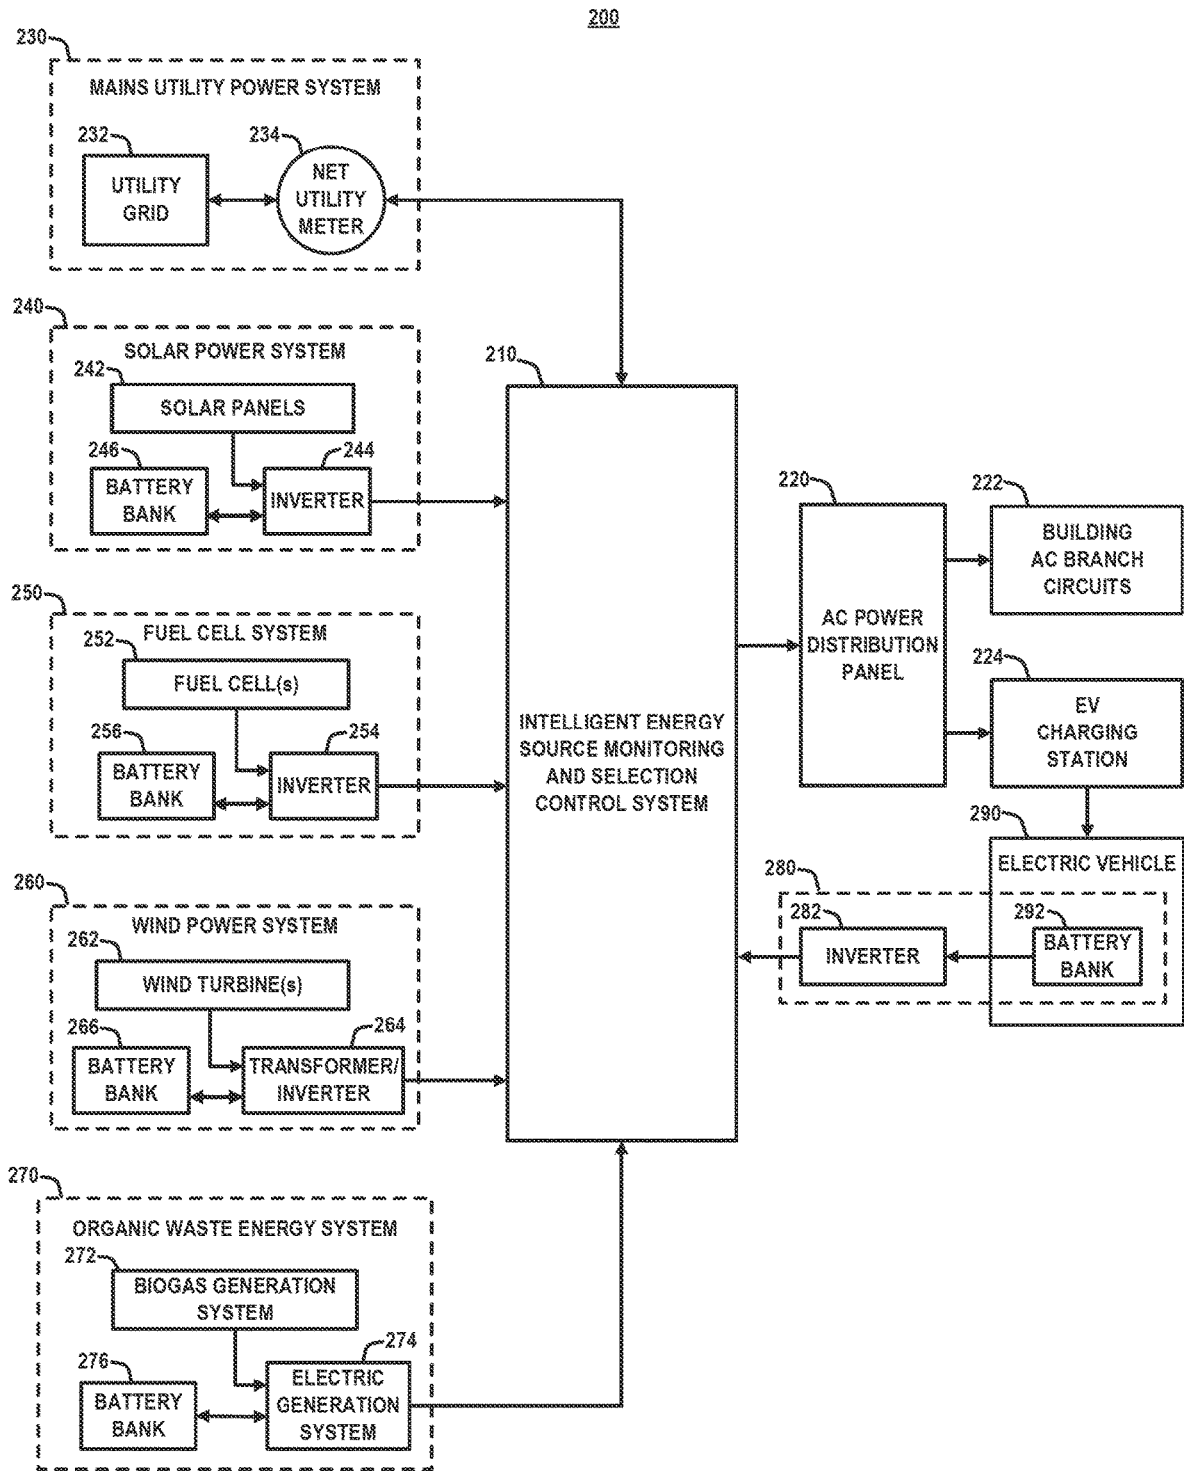 200
230
MAINS UTILITY POWER SYSTEM
232
234
UTILITY
GRID
NET
UTILITY
METER
240
SOLAR POWER SYSTEM
242
SOLAR PANELS
246
244
BATTERY
BANK
INVERTER
250
FUEL CELL SYSTEM
252
FUEL CELL(s)
256
254
BATTERY
BANK
INVERTER
260
WIND POWER SYSTEM
262
WIND TURBINE(s)
266
264
BATTERY
BANK
TRANSFORMER/
INVERTER
270
ORGANIC WASTE ENERGY SYSTEM
272
BIOGAS GENERATION
SYSTEM
276
274
BATTERY
BANK
ELECTRIC
GENERATION
SYSTEM
210
INTELLIGENT ENERGY
SOURCE MONITORING
AND SELECTION
CONTROL SYSTEM
220
AC POWER
DISTRIBUTION
PANEL
222
BUILDING
AC BRANCH
CIRCUITS
224
EV
CHARGING
STATION
290
ELECTRIC VEHICLE
280
282
INVERTER
292
BATTERY
BANK